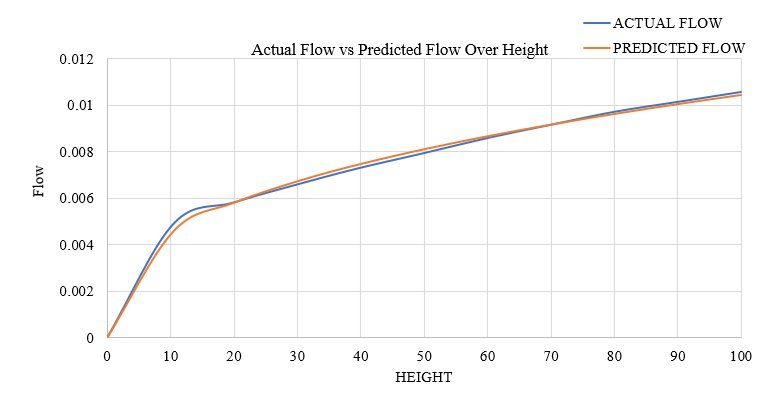 ACTUAL FLOW
PREDICTED FLOW
Actual Flow vs Predicted Flow Over Height
0.012
0.01
0.008
0.006
0.004
0.002
0
Flow
0 10 20 30 40 50 60 70 80 90 100
HEIGHT